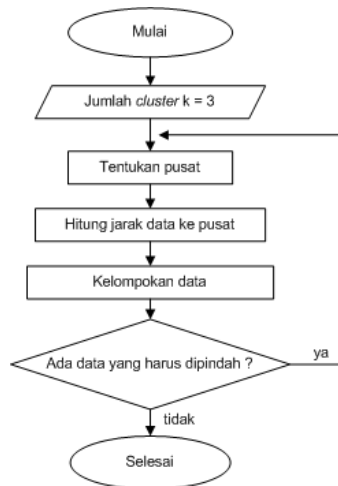 Mulai
Jumlah cluster k = 3
Tentukan pusat
Hitung jarak data ke pusat
Kelompokan data
Ada data yang harus dipindah ?
ya
tidak
Selesai